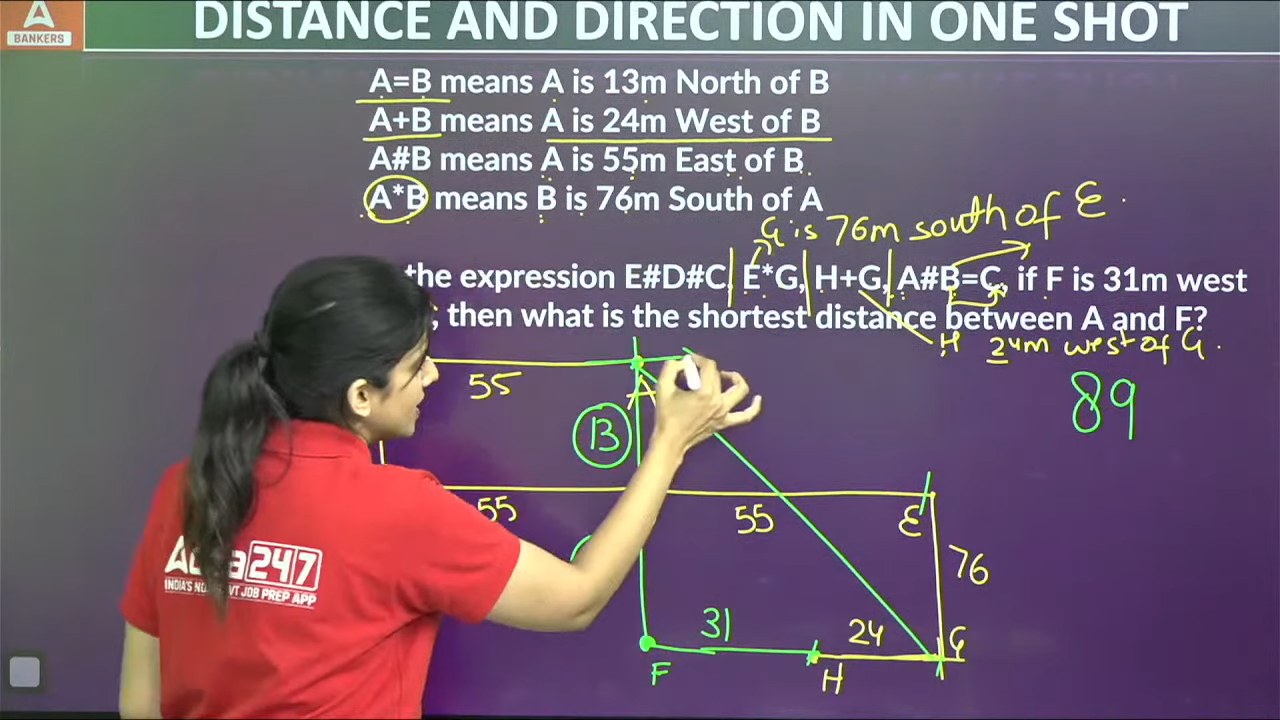 A
BANKERS
DISTANCE AND DIRECTION IN ONE SHOT
A=B means A is 13m North of B
A+B means A is 24m West of B
A#B means A is 55m East of B
A*B means B is 76m South of A
G is 76m south of E.
the expression E#D#C, E*G, H+G, A#B=C, if F is 31m west
; then what is the shortest distance between A and F?
H 24m west of G.
89
55
A
13
55
55
E
76
31
24
G
F
H
Adda247
INDIA'S NO. GOVT JOB PREP APP